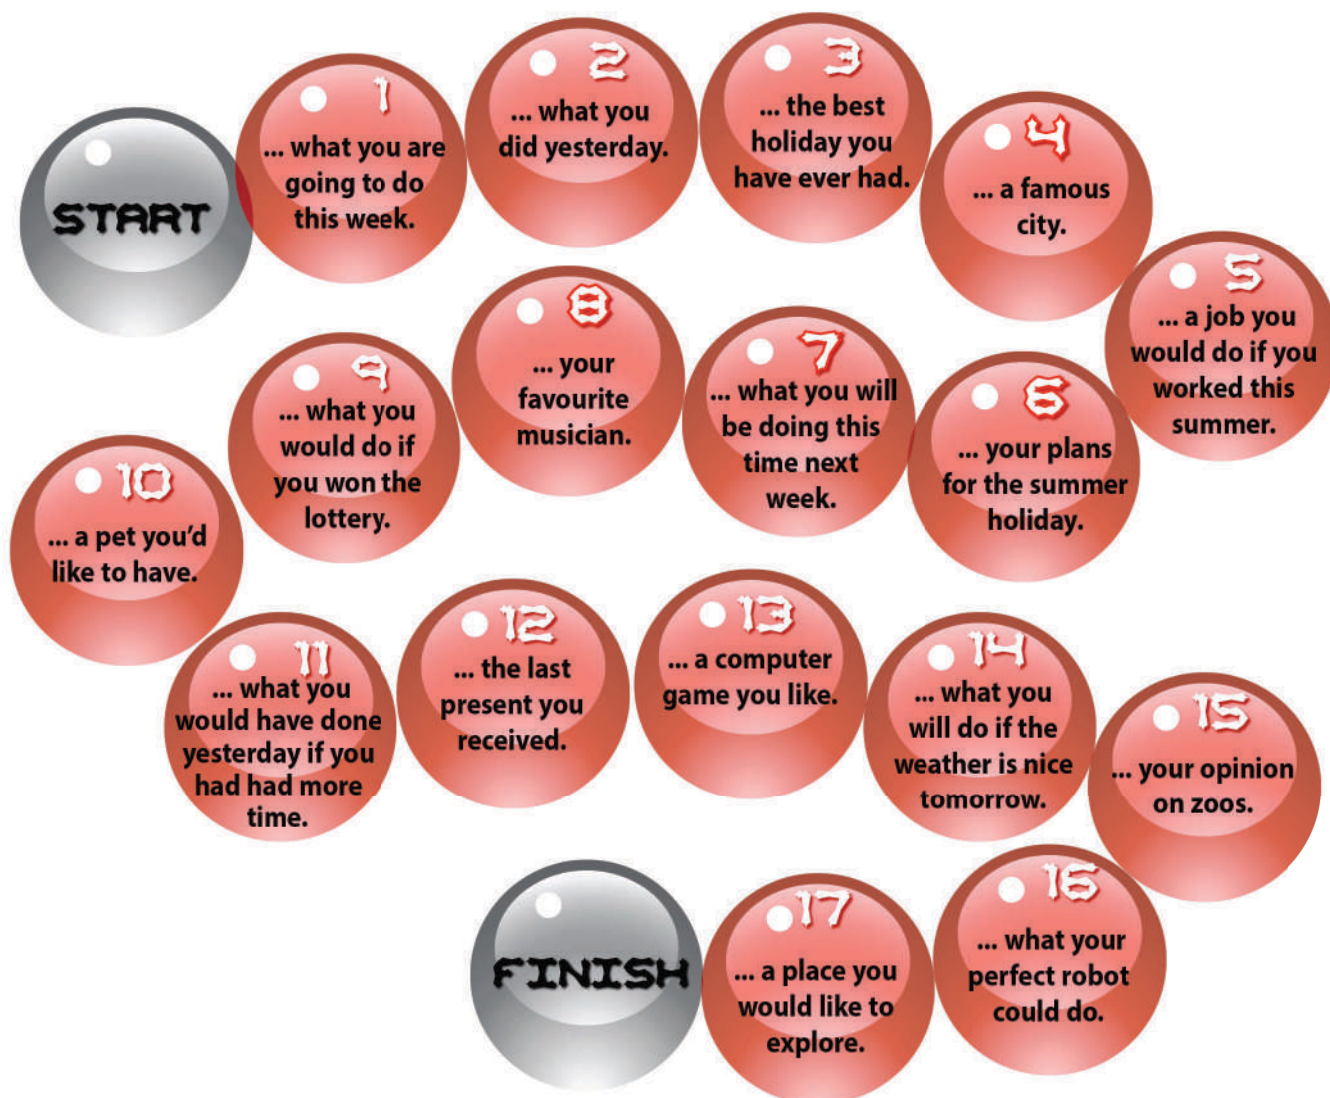 START
1
... what you are
going to do
this week.
2
... what you
did yesterday.
3
... the best
holiday you
have ever had.
4
... a famous
city.
5
... a job you
would do if you
worked this
summer.
6
... your plans
for the summer
holiday.
7
... what you will
be doing this
time next
week.
8
... your
favourite
musician.
9
... what you
would do if
you won the
lottery.
10
... a pet you'd
like to have.
11
... what you
would have done
yesterday if you
had had more
time.
12
... the last
present you
received.
13
... a computer
game you like.
14
... what you
will do if the
weather is nice
tomorrow.
15
... your opinion
on zoos.
16
... what your
perfect robot
could do.
17
... a place you
would like to
explore.
FINISH